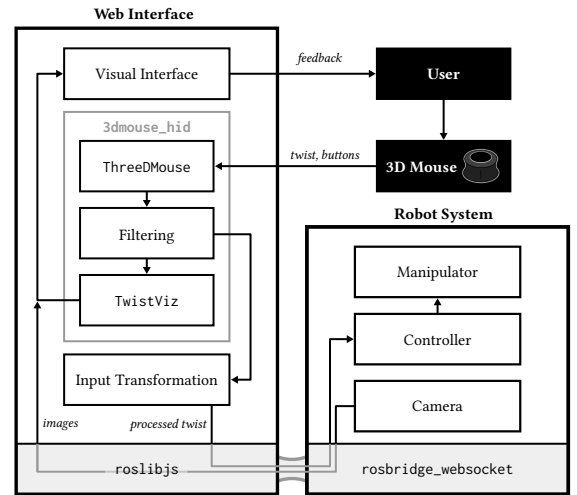 Web Interface
Visual Interface
feedback
User
3dmouse_hid
ThreeDMouse
twist, buttons
3D Mouse
Filtering
Robot System
Manipulator
TwistViz
Controller
Input Transformation
Camera
images
processed twist
roslibjs
rosbridge_websocket